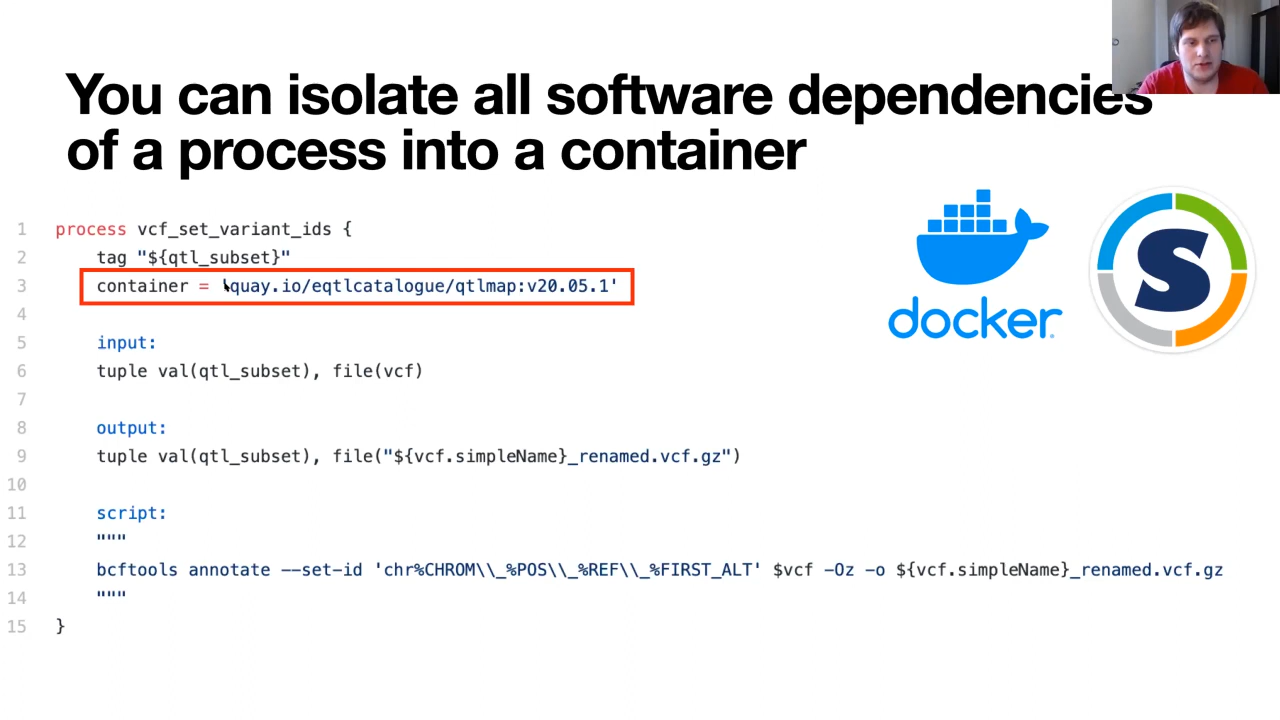 You can isolate all software dependencies
of a process into a container
1 process vcf_set_variant_ids {
2 tag "${qtl_subset}"
3 container = 'quay.io/eqtlcatalogue/qtlmap:v20.05.1'
4
5 input:
6 tuple val(qtl_subset), file(vcf)
7
8 output:
9 tuple val(qtl_subset), file("${vcf.simpleName}_renamed.vcf.gz")
10
11 script:
12 """
13 bcftools annotate --set-id 'chr%CHROM\\_%POS\\_%REF\\_%FIRST_ALT' $vcf -Oz -o ${vcf.simpleName}_renamed.vcf.gz
14 """
15 }
docker
S